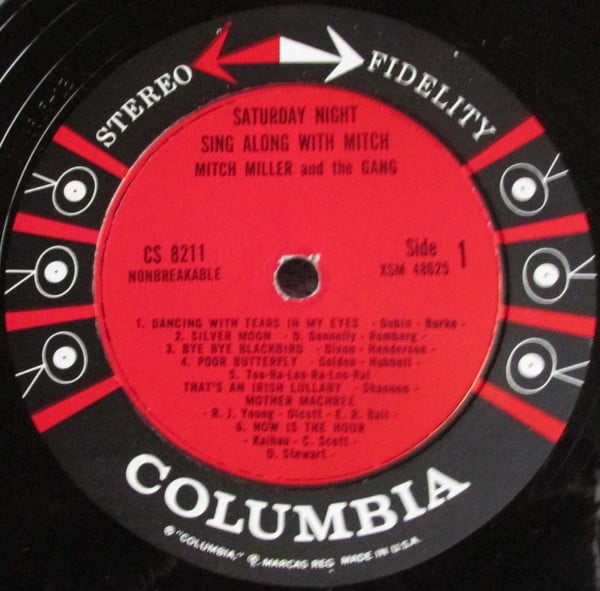 STEREO FIDELITY
SATURDAY NIGHT
SING ALONG WITH MITCH
MITCH MILLER and the GANG
CS 8211
NONBREAKABLE
Side 1
XSM 48625
1. DANCING WITH TEARS IN MY EYES - Dubin - Burke -
2. SILVER MOON - D. Donnelly - Romberg -
3. BYE BYE BLACKBIRD - Dixon - Henderson -
4. POOR BUTTERFLY - Golden - Hubbell -
5. Too-Ra-Loo-Ra-Loo-Ral
THAT'S AN IRISH LULLABY - Shannon -
MOTHER MACHREE
- R. J. Young - Olcott - E. R. Ball -
6. NOW IS THE HOUR
- Kaihau - C. Scott -
D. Stewart -
COLUMBIA
® "COLUMBIA," ® MARCAS REG. MADE IN U.S.A.